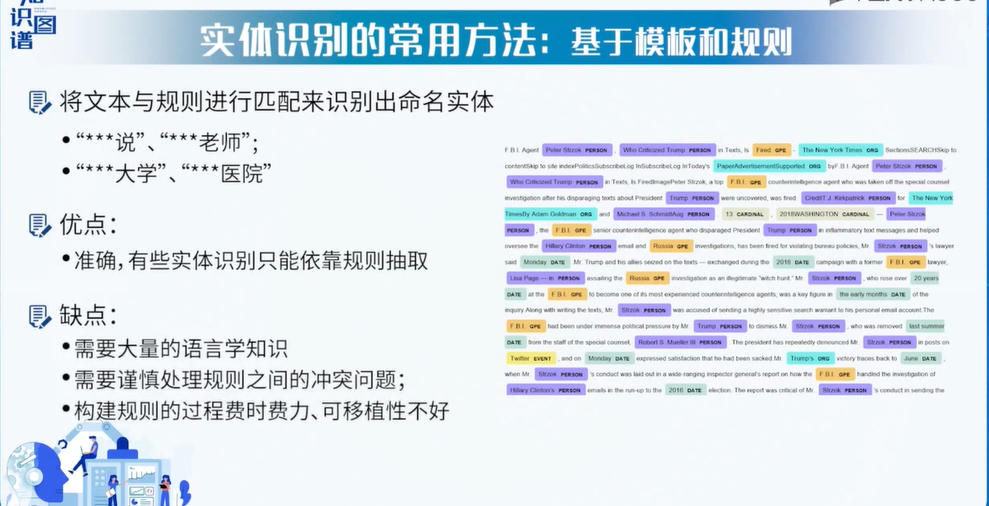 识
图
谱
实体识别的常用方法：基于模板和规则
将文本与规则进行匹配来识别出命名实体
•“***说”、“***老师”；
•“***大学”、“***医院”
优点：
•准确，有些实体识别只能依靠规则抽取
缺点：
•需要大量的语言学知识
•需要谨慎处理规则之间的冲突问题；
•构建规则的过程费时费力、可移植性不好
F.B.I. Agent Peter Strzok PERSON , Who Criticized Trump PERSON in Texts, Is Fired GPE - The New York Times ORG SectionsSEARCHSkip to
contentSkip to site indexPoliticsSubscribeLog InSubscribeLog InToday's PaperAdvertisementSupported ORG byF.B.I. Agent Peter Strzok PERSON ,
Who Criticized Trump PERSON in Texts, Is FiredImagePeter Strzok, a top F.B.I. GPE counterintelligence agent who was taken off the special counsel
investigation after his disparaging texts about President Trump PERSON were uncovered, was fired. CreditT.J. Kirkpatrick PERSON for The New York
TimesBy Adam Goldman ORG and Michael S. SchmidtAug PERSON . 13 CARDINAL , 2018WASHINGTON CARDINAL — Peter Strzok
PERSON , the F.B.I. GPE senior counterintelligence agent who disparaged President Trump PERSON in inflammatory text messages and helped
oversee the Hillary Clinton PERSON email and Russia GPE investigations, has been fired for violating bureau policies, Mr. Strzok PERSON 's lawyer
said Monday DATE .Mr. Trump and his allies seized on the texts — exchanged during the 2016 DATE campaign with a former F.B.I. GPE lawyer,
Lisa Page — in PERSON assailing the Russia GPE investigation as an illegitimate "witch hunt." Mr. Strzok PERSON , who rose over 20 years
DATE at the F.B.I. GPE to become one of its most experienced counterintelligence agents, was a key figure in the early months DATE of the
inquiry.Along with writing the texts, Mr. Strzok PERSON was accused of sending a highly sensitive search warrant to his personal email account.The
F.B.I. GPE had been under immense political pressure by Mr. Trump PERSON to dismiss Mr. Strzok PERSON , who was removed last summer
DATE from the staff of the special counsel, Robert S. Mueller III PERSON . The president has repeatedly denounced Mr. Strzok PERSON in posts on
Twitter EVENT , and on Monday DATE expressed satisfaction that he had been sacked.Mr. Trump's ORG victory traces back to June DATE ,
when Mr. Strzok PERSON 's conduct was laid out in a wide-ranging inspector general's report on how the F.B.I. GPE handled the investigation of
Hillary Clinton's PERSON emails in the run-up to the 2016 DATE election. The report was critical of Mr. Strzok PERSON 's conduct in sending the